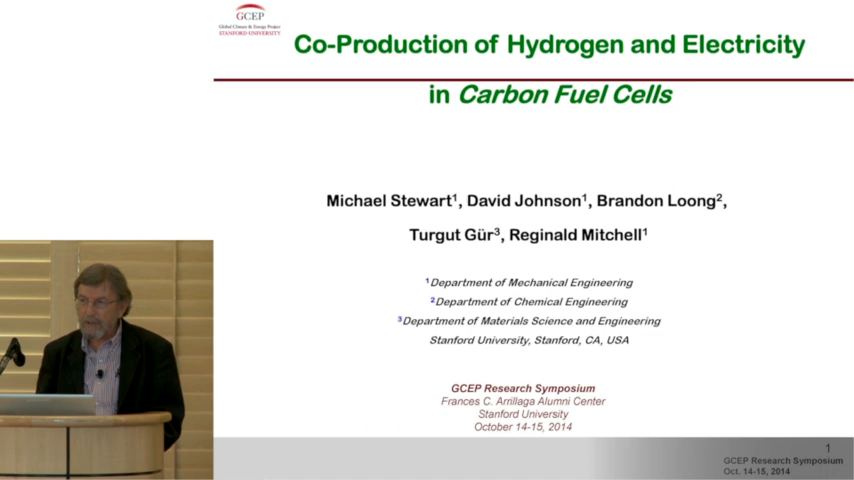 GCEP
Global Climate & Energy Project
STANFORD UNIVERSITY
Co-Production of Hydrogen and Electricity
in Carbon Fuel Cells
Michael Stewart¹, David Johnson¹, Brandon Loong²,
Turgut Gür³, Reginald Mitchell¹
¹Department of Mechanical Engineering
²Department of Chemical Engineering
³Department of Materials Science and Engineering
Stanford University, Stanford, CA, USA
GCEP Research Symposium
Frances C. Arrillaga Alumni Center
Stanford University
October 14-15, 2014
1
GCEP Research Symposium
Oct. 14-15, 2014